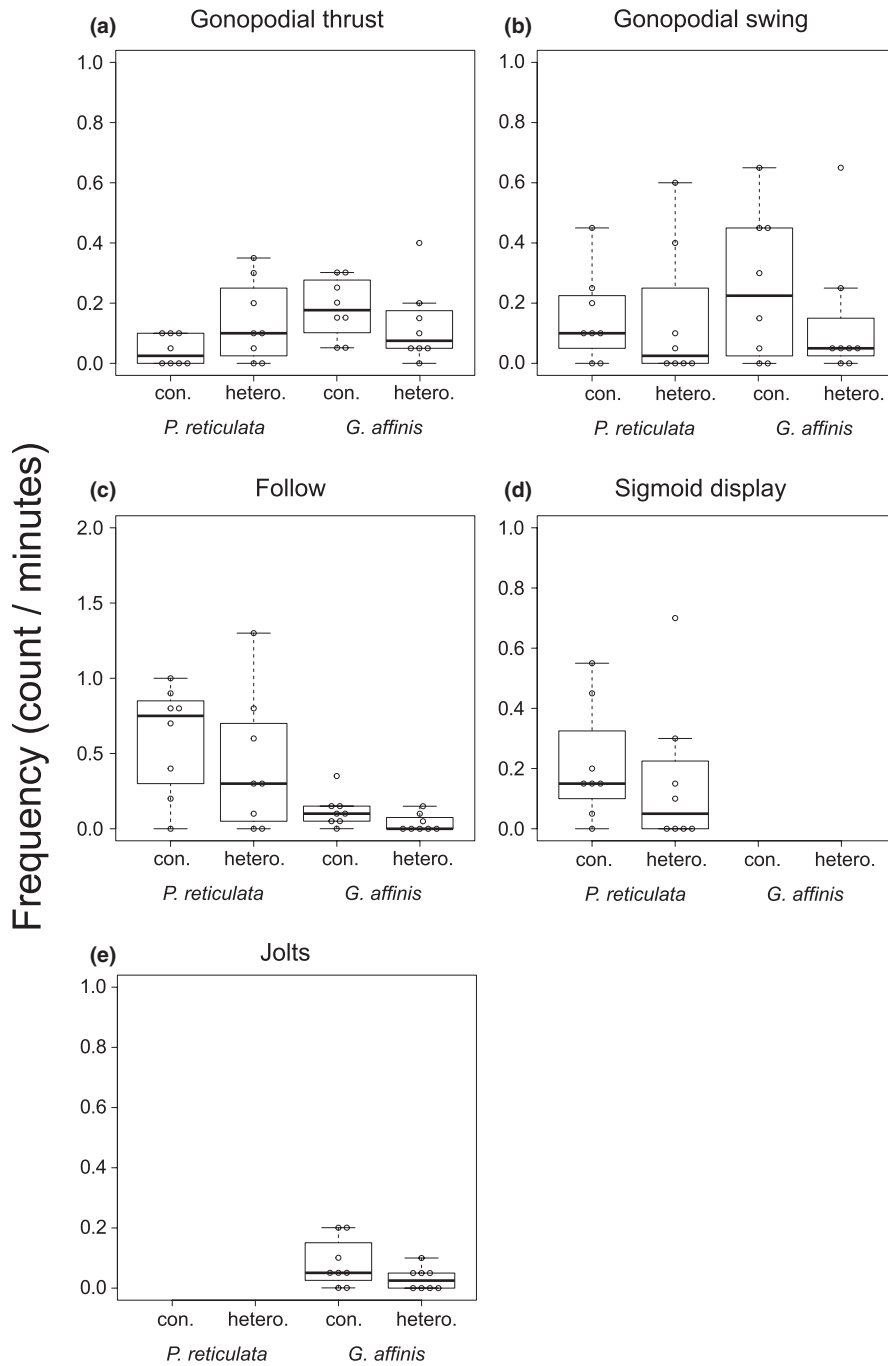 (a) Gonopodial thrust
1.0
0.8
0.6
0.4
0.2
0.0
con. hetero. con. hetero.
P. reticulata G. affinis
(b) Gonopodial swing
1.0
0.8
0.6
0.4
0.2
0.0
con. hetero. con. hetero.
P. reticulata G. affinis
Frequency (count / minutes)
(c) Follow
2.0
1.5
1.0
0.5
0.0
con. hetero. con. hetero.
P. reticulata G. affinis
(d) Sigmoid display
1.0
0.8
0.6
0.4
0.2
0.0
con. hetero. con. hetero.
P. reticulata G. affinis
(e) Jolts
1.0
0.8
0.6
0.4
0.2
0.0
con. hetero. con. hetero.
P. reticulata G. affinis